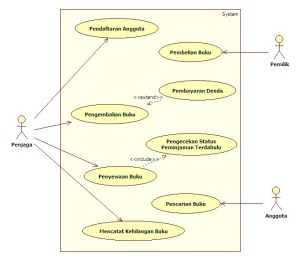 System
Pendaftaran Anggota
Pembelian Buku
Pemilik
Pembayaran Denda
<<extend>>
Pengembalian Buku
Penjaga
Pengecekan Status
Peminjaman Terdahulu
<<include>>
Penyewaan Buku
Pencarian Buku
Anggota
Mencatat Kehilangan Buku